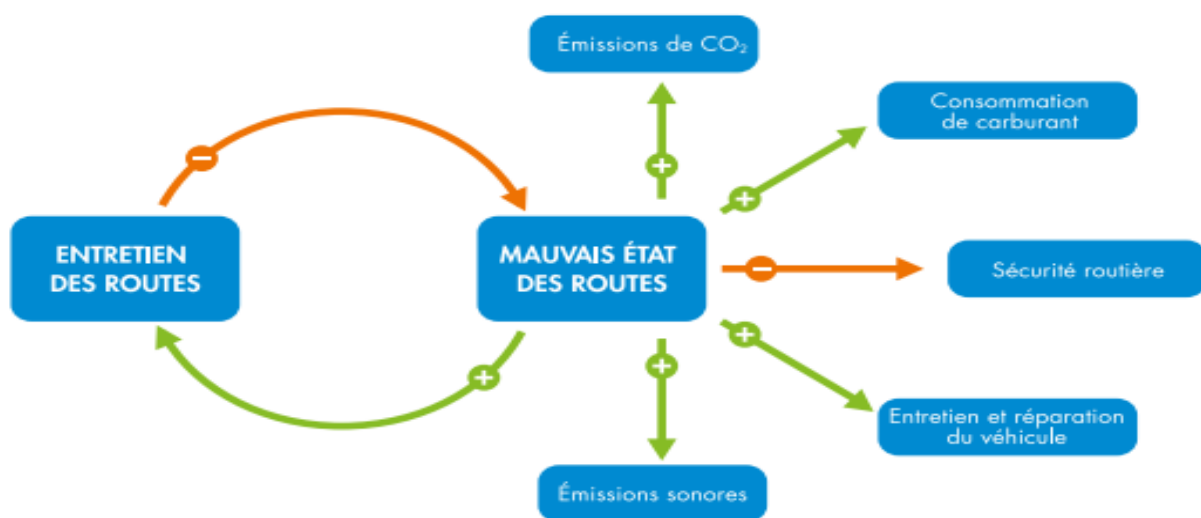 Émissions de CO₂
Consommation
de carburant
ENTRETIEN
DES ROUTES
MAUVAIS ÉTAT
DES ROUTES
Sécurité routière
Entretien et réparation
du véhicule
Émissions sonores